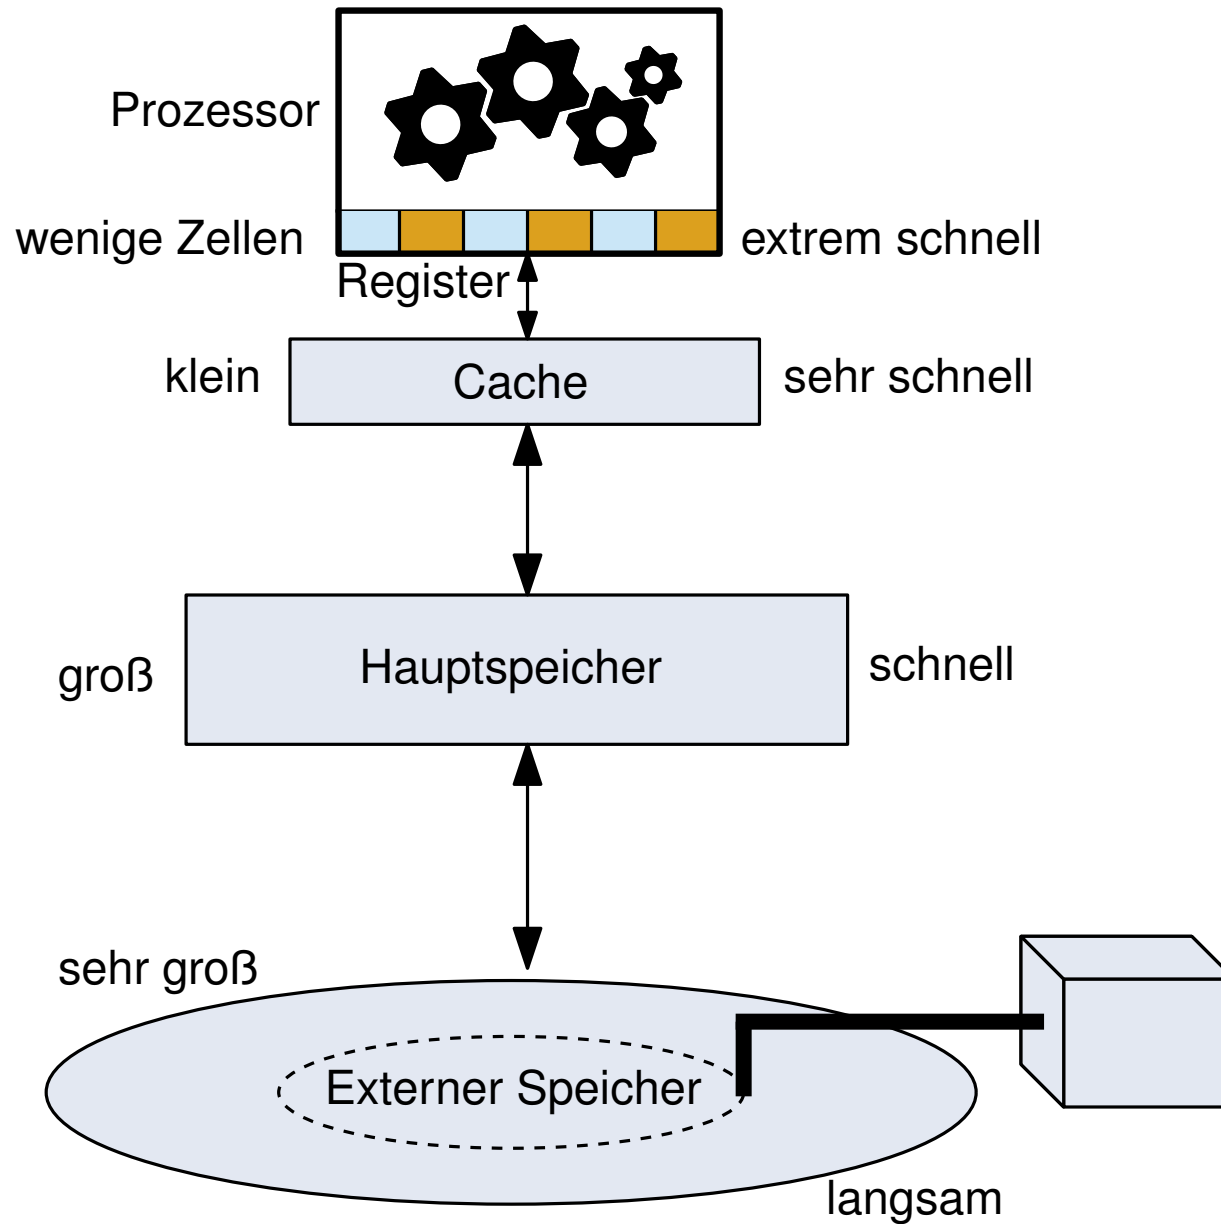 Prozessor
wenige Zellen
extrem schnell
Register
klein
Cache
sehr schnell
groß
Hauptspeicher
schnell
sehr groß
Externer Speicher
langsam